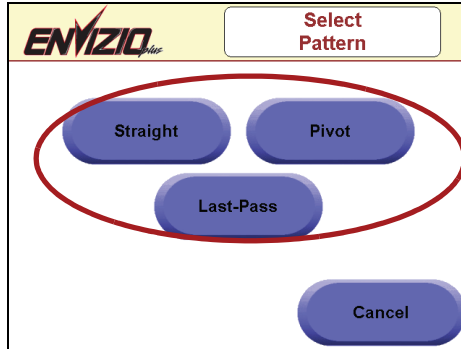 ENVIZIO plus
Select
Pattern
Straight
Pivot
Last-Pass
Cancel